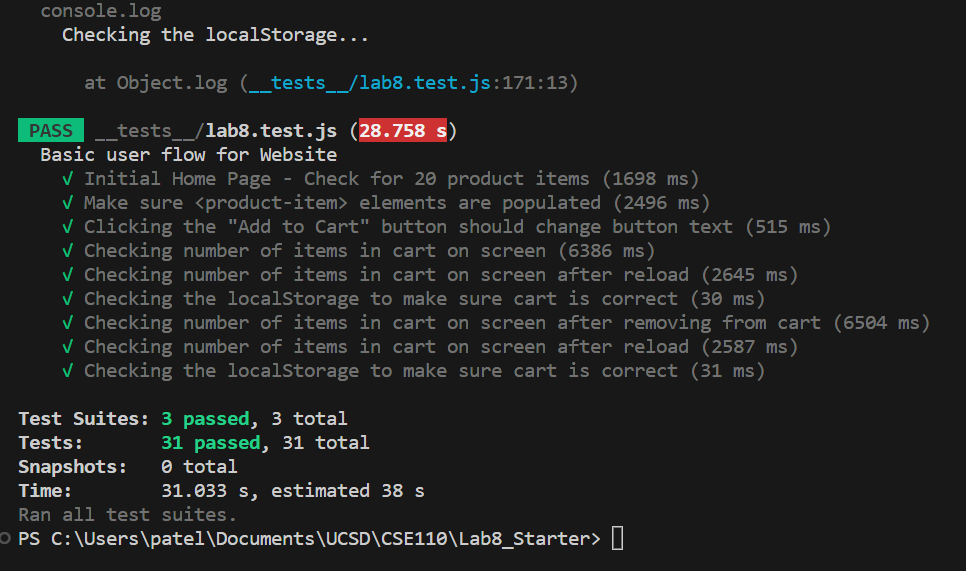 console.log
Checking the localStorage...
at Object.log (__tests__/lab8.test.js:171:13)
PASS __tests__/lab8.test.js (28.758 s)
Basic user flow for Website
√ Initial Home Page - Check for 20 product items (1698 ms)
√ Make sure <product-item> elements are populated (2496 ms)
√ Clicking the "Add to Cart" button should change button text (515 ms)
√ Checking number of items in cart on screen (6386 ms)
√ Checking number of items in cart on screen after reload (2645 ms)
√ Checking the localStorage to make sure cart is correct (30 ms)
√ Checking number of items in cart on screen after removing from cart (6504 ms)
√ Checking number of items in cart on screen after reload (2587 ms)
√ Checking the localStorage to make sure cart is correct (31 ms)
Test Suites: 3 passed, 3 total
Tests: 31 passed, 31 total
Snapshots: 0 total
Time: 31.033 s, estimated 38 s
Ran all test suites.
PS C:\Users\patel\Documents\UCSD\CSE110\Lab8_Starter>